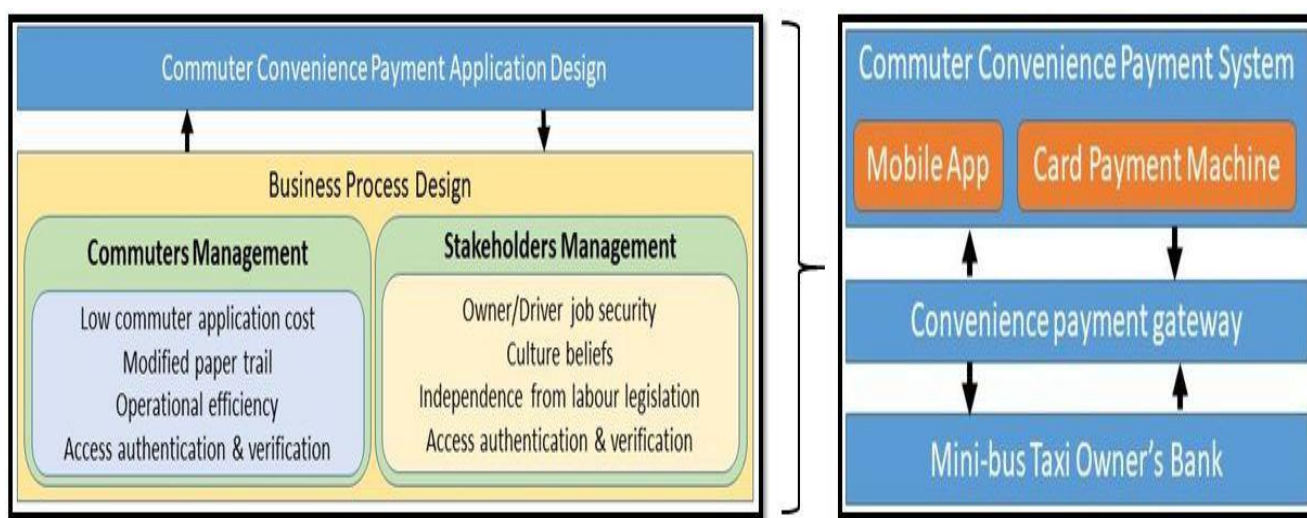 Commuter Convenience Payment Application Design
Business Process Design
Commuters Management
Low commuter application cost
Modified paper trail
Operational efficiency
Access authentication & verification
Stakeholders Management
Owner/Driver job security
Culture beliefs
Independence from labour legislation
Access authentication & verification
Commuter Convenience Payment System
Mobile App
Card Payment Machine
Convenience payment gateway
Mini-bus Taxi Owner's Bank